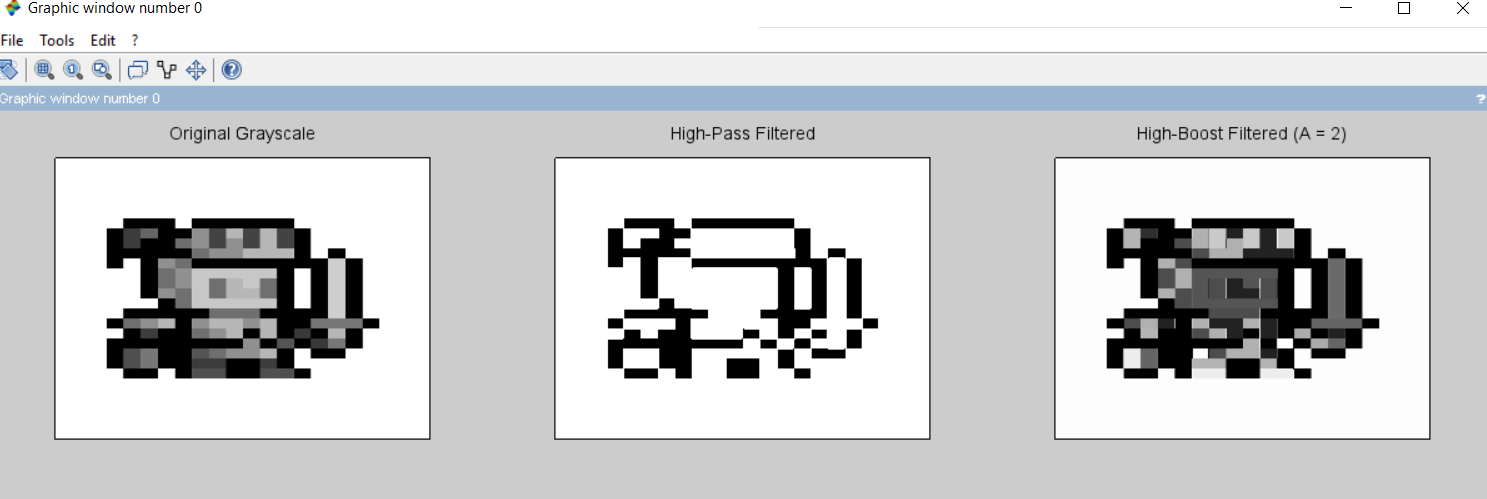 Graphic window number 0
File Tools Edit ?
Graphic window number 0 ?
Original Grayscale High-Pass Filtered High-Boost Filtered (A = 2)